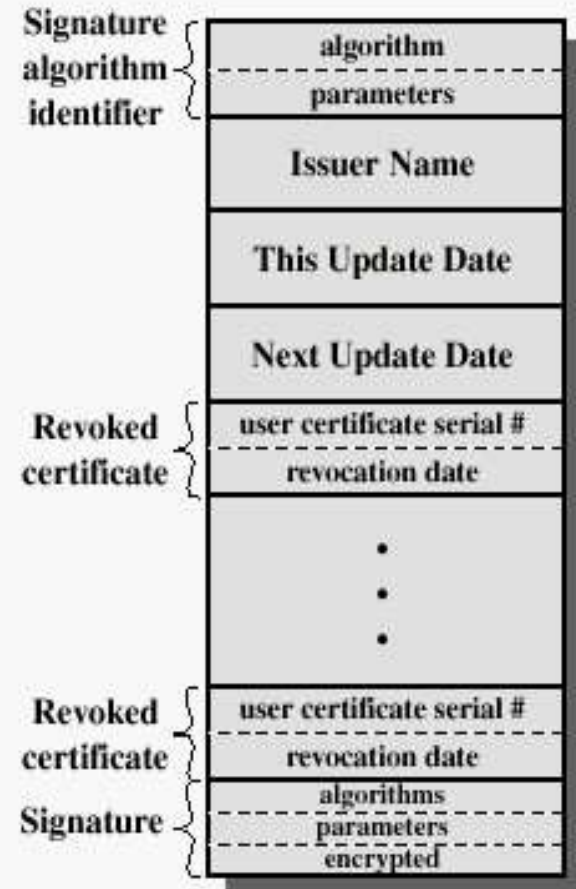 Signature
algorithm
identifier
algorithm
parameters
Issuer Name
This Update Date
Next Update Date
Revoked
certificate
user certificate serial #
revocation date
Revoked
certificate
user certificate serial #
revocation date
Signature
algorithms
parameters
encrypted